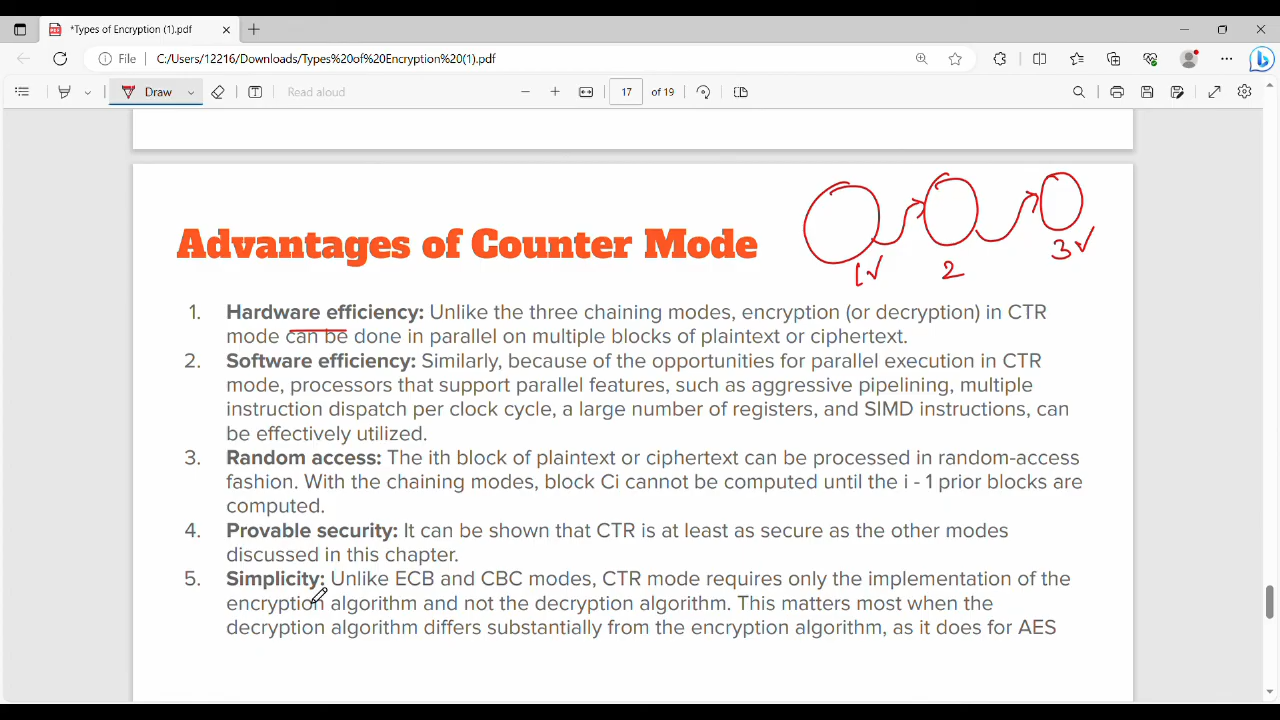 *Types of Encryption (1).pdf
File C:/Users/12216/Downloads/Types%20of%20Encryption%20(1).pdf
Draw Read aloud 17 of 19
Advantages of Counter Mode
1 2 3
1. Hardware efficiency: Unlike the three chaining modes, encryption (or decryption) in CTR
mode can be done in parallel on multiple blocks of plaintext or ciphertext.
2. Software efficiency: Similarly, because of the opportunities for parallel execution in CTR
mode, processors that support parallel features, such as aggressive pipelining, multiple
instruction dispatch per clock cycle, a large number of registers, and SIMD instructions, can
be effectively utilized.
3. Random access: The ith block of plaintext or ciphertext can be processed in random-access
fashion. With the chaining modes, block Ci cannot be computed until the i - 1 prior blocks are
computed.
4. Provable security: It can be shown that CTR is at least as secure as the other modes
discussed in this chapter.
5. Simplicity: Unlike ECB and CBC modes, CTR mode requires only the implementation of the
encryption algorithm and not the decryption algorithm. This matters most when the
decryption algorithm differs substantially from the encryption algorithm, as it does for AES